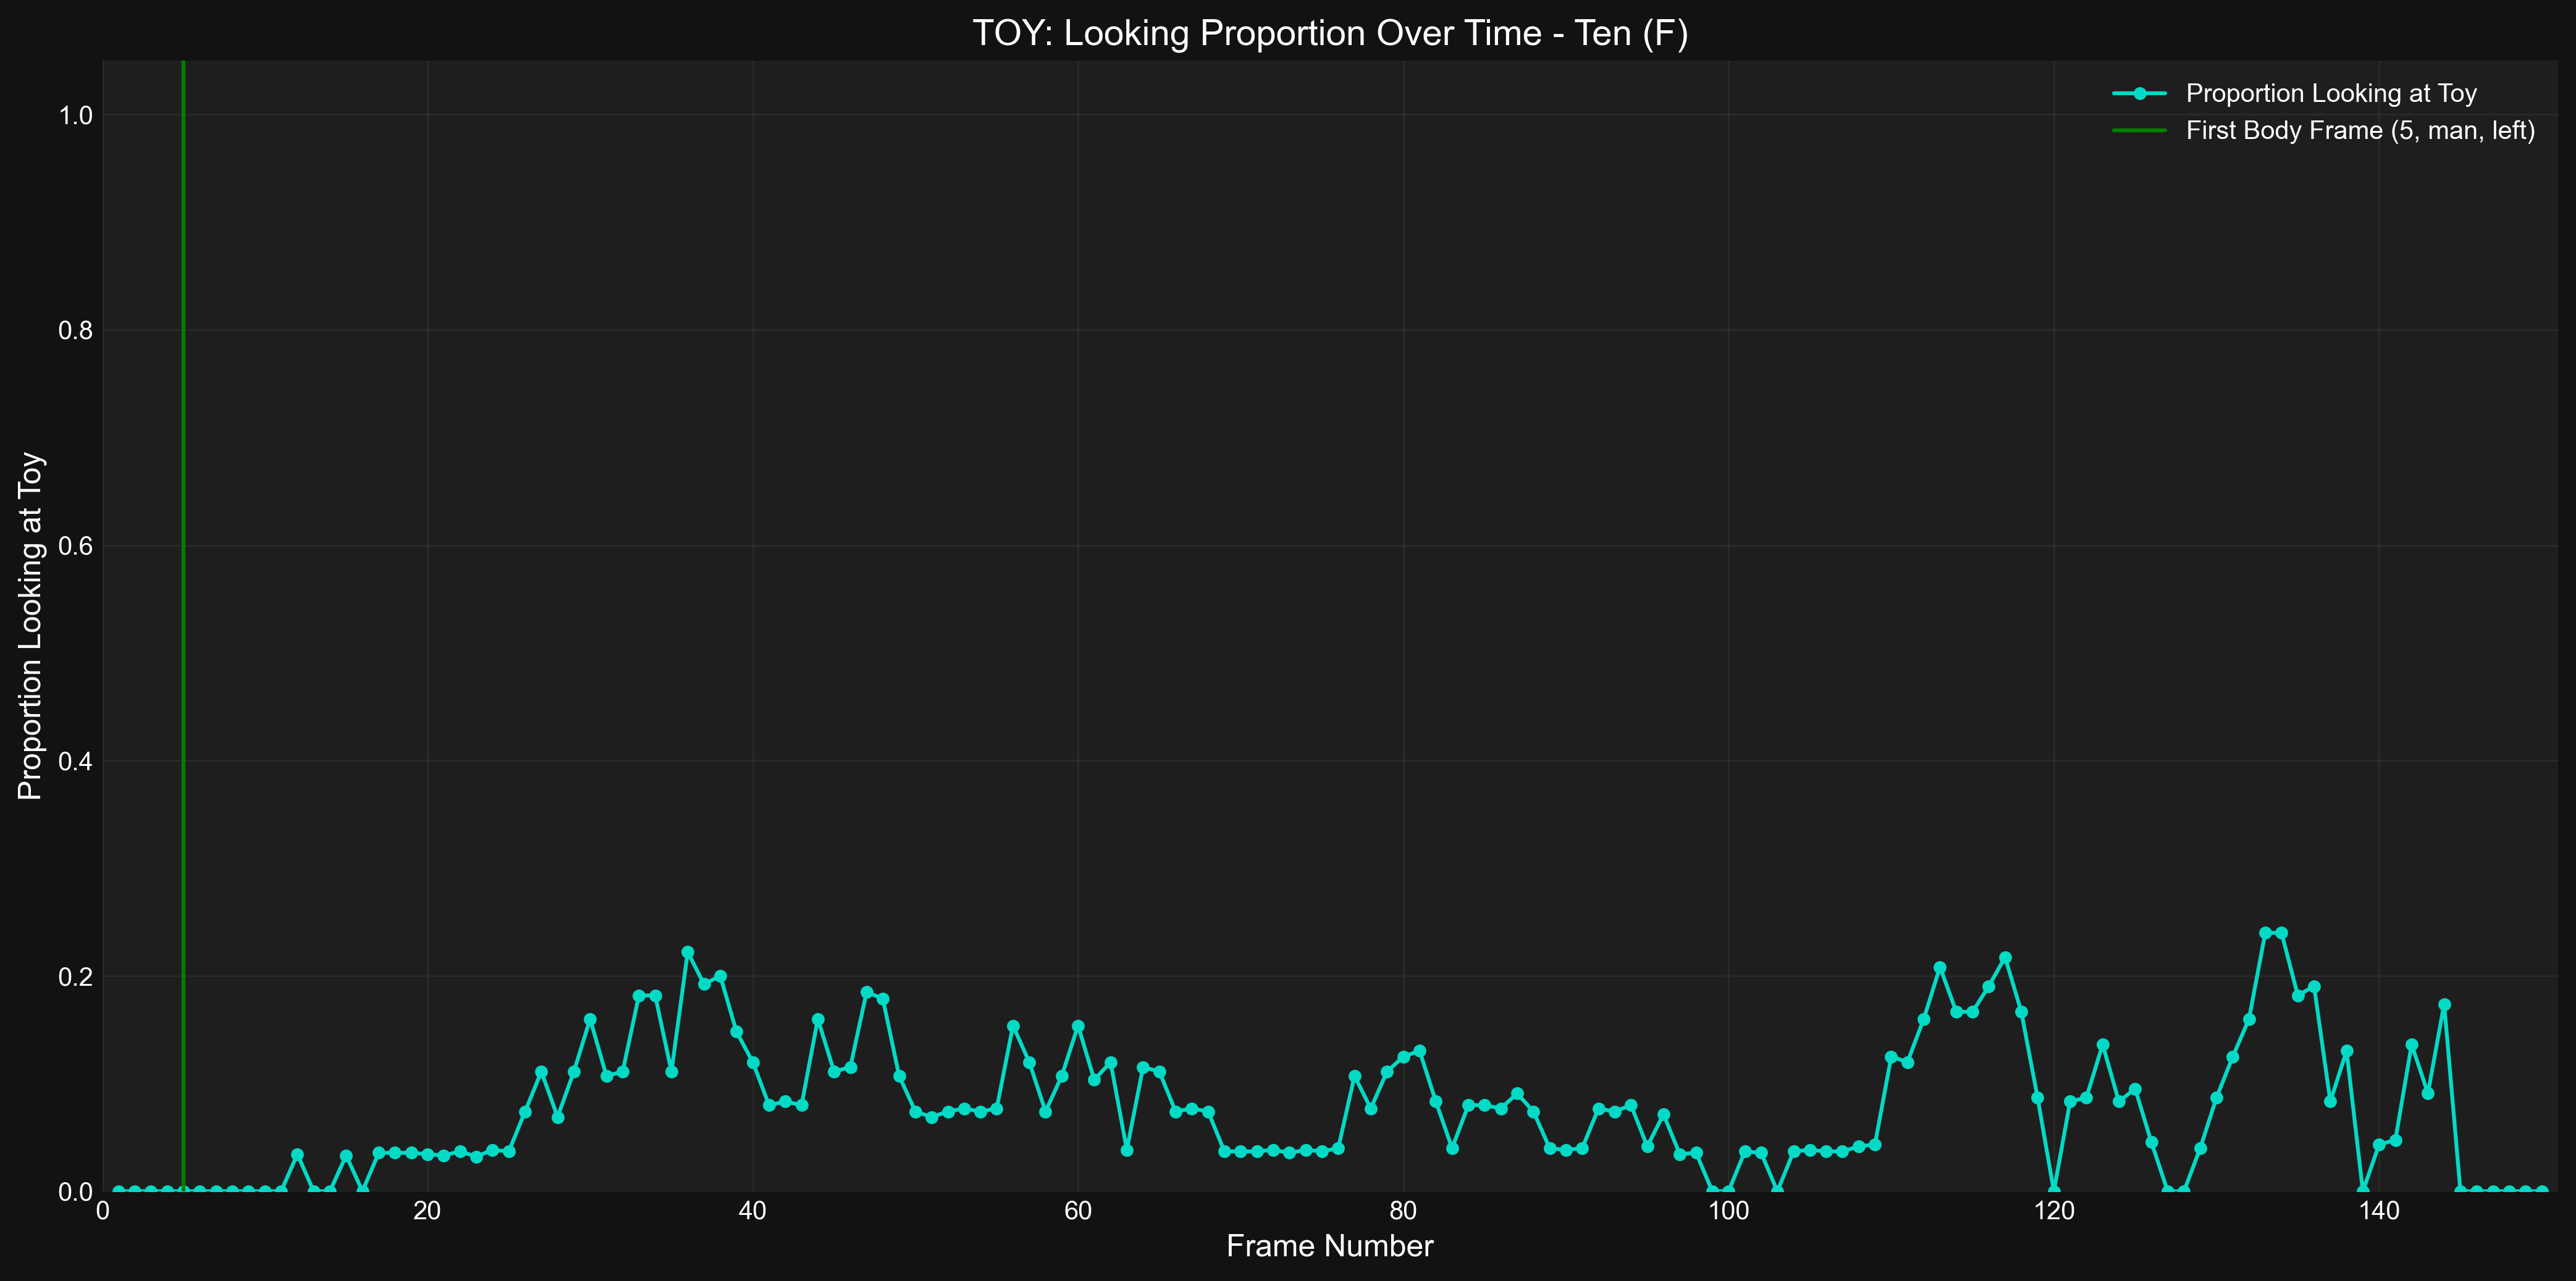 TOY: Looking Proportion Over Time - Ten (F)
Proportion Looking at Toy
First Body Frame (5, man, left)
Proportion Looking at Toy
1.0
0.8
0.6
0.4
0.2
0.0
0 20 40 60 80 100 120 140
Frame Number